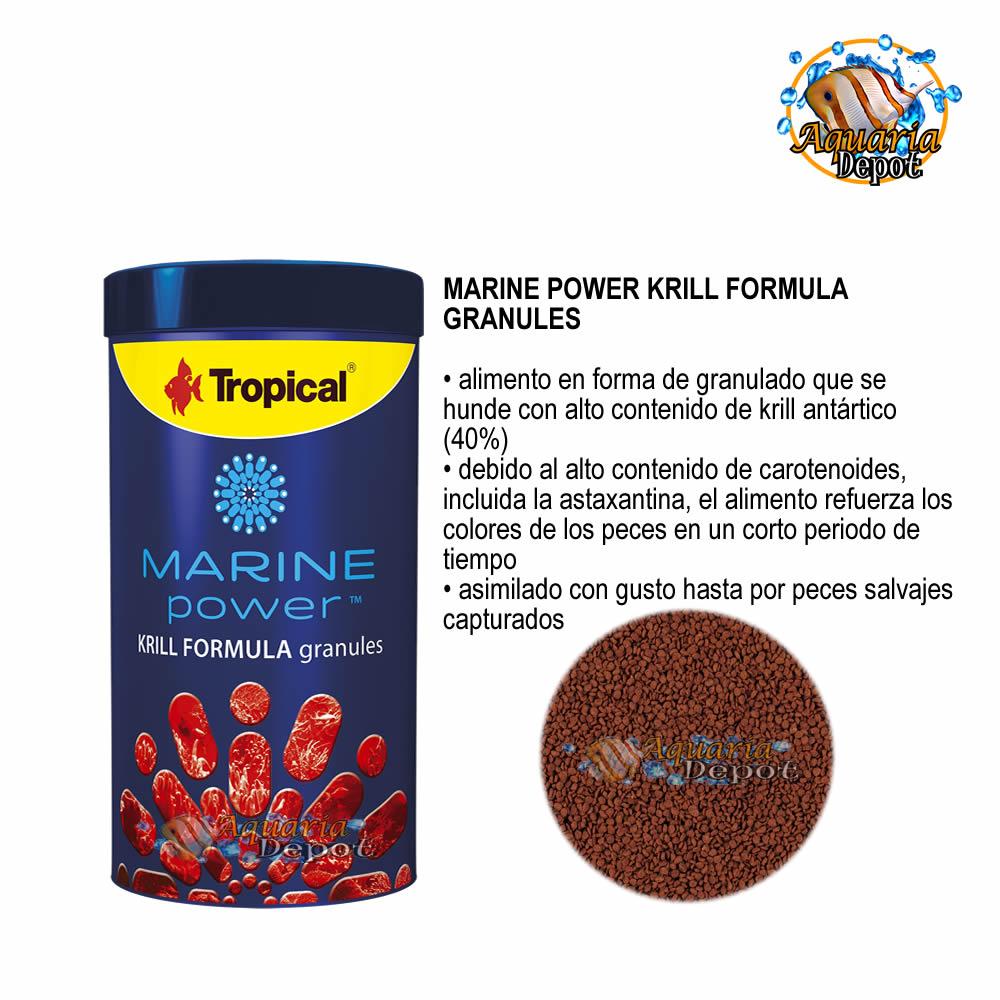 Aquaria
Depot
MARINE POWER KRILL FORMULA
GRANULES
• alimento en forma de granulado que se
hunde con alto contenido de krill antártico
(40%)
• debido al alto contenido de carotenoides,
incluida la astaxantina, el alimento refuerza los
colores de los peces en un corto periodo de
tiempo
• asimilado con gusto hasta por peces salvajes
capturados
Tropical®
MARINE
power™
KRILL FORMULA granules
Aquaria
Depot
Aquaria
Depot